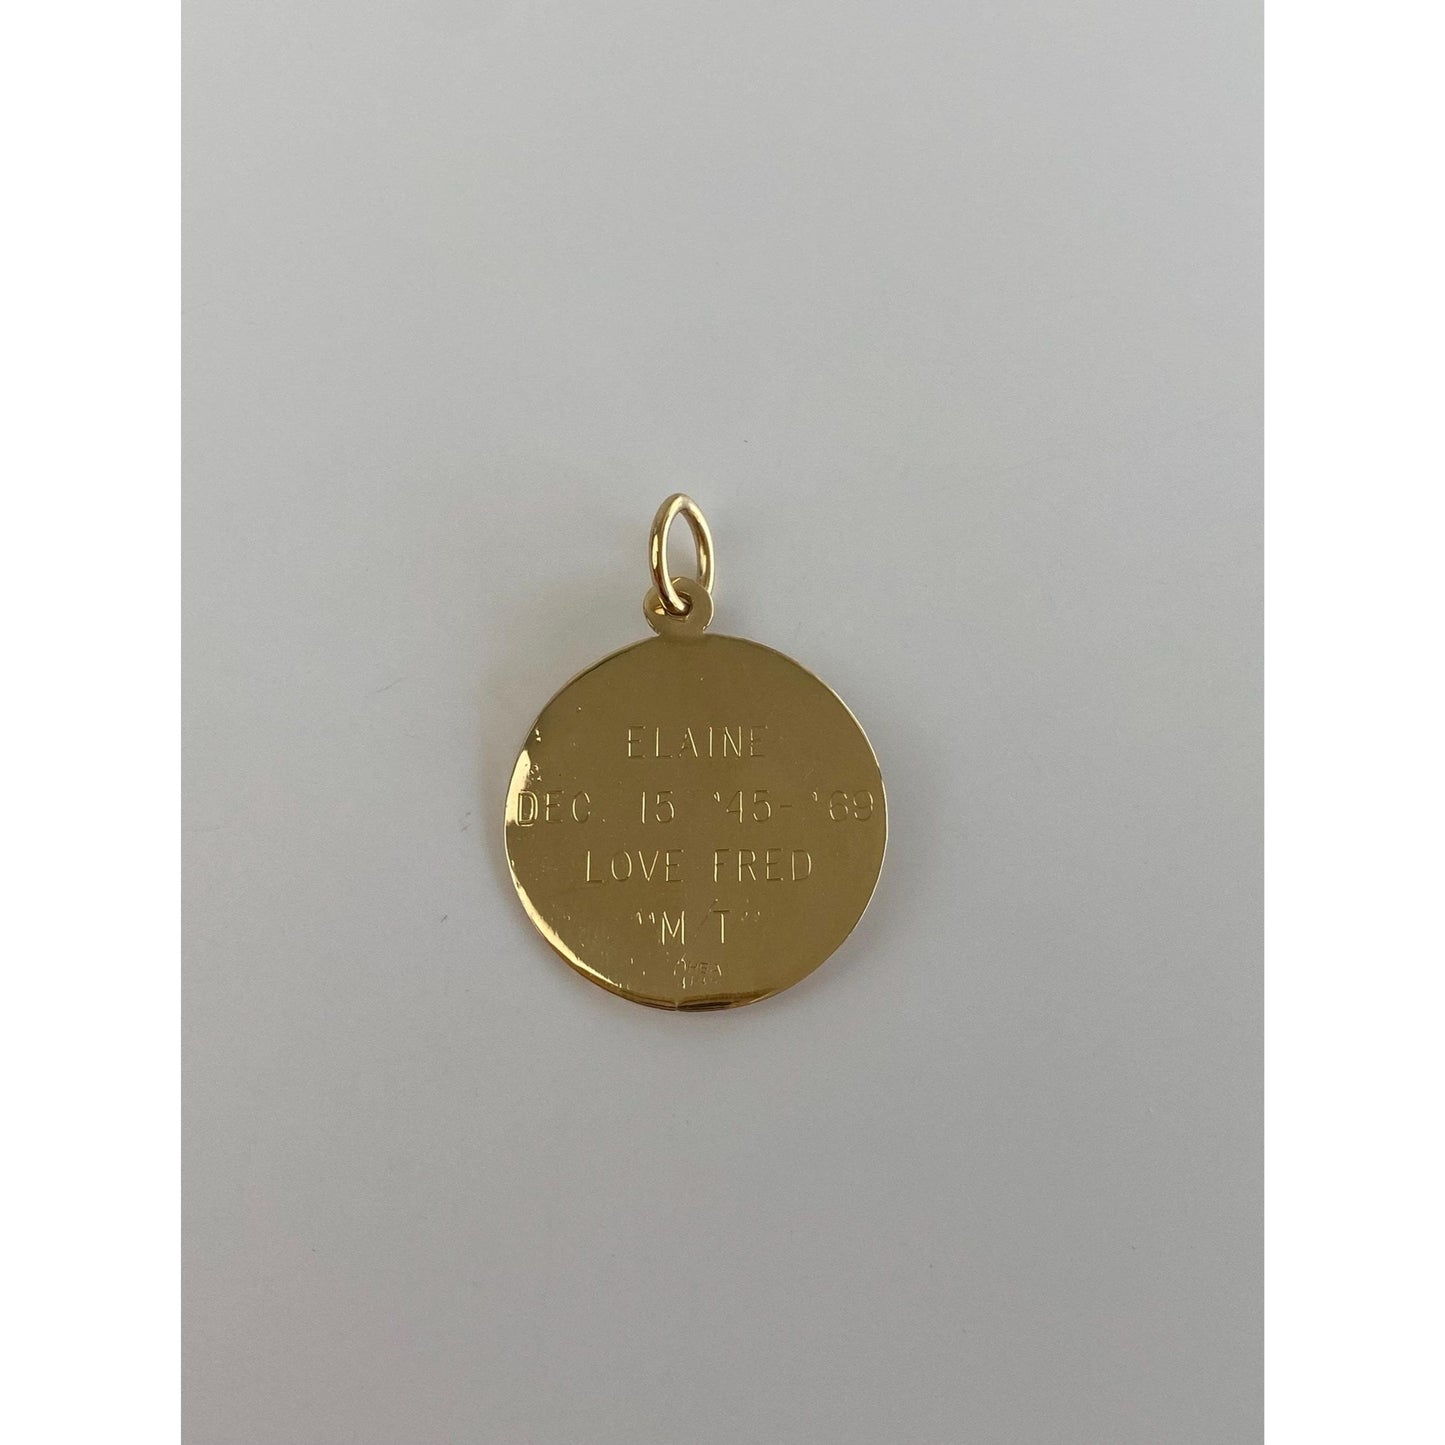 ELAINE
DEC. 15 '45-'69
LOVE FRED
"M/T"